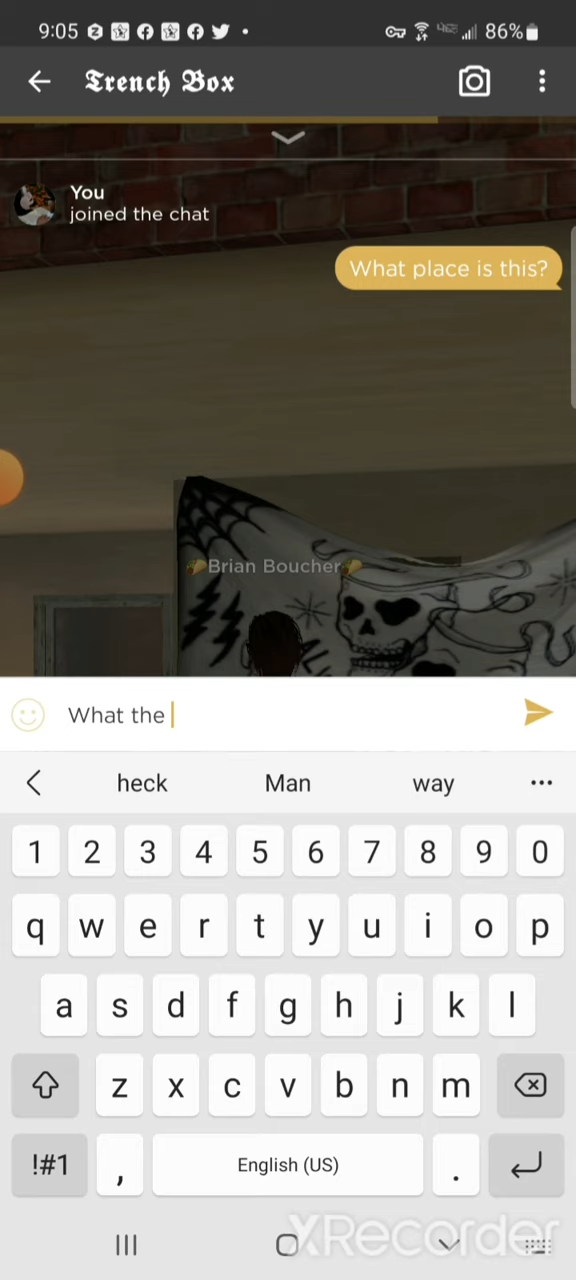 9:05
86%
𝕿𝖗𝖊𝖓𝖈𝖍 𝕭𝖔𝖝
You
joined the chat
What place is this?
🌮Brian Boucher🌮
What the
heck Man way ...
1 2 3 4 5 6 7 8 9 0
q w e r t y u i o p
a s d f g h j k l
z x c v b n m
!#1 , English (US) .
XRecorder